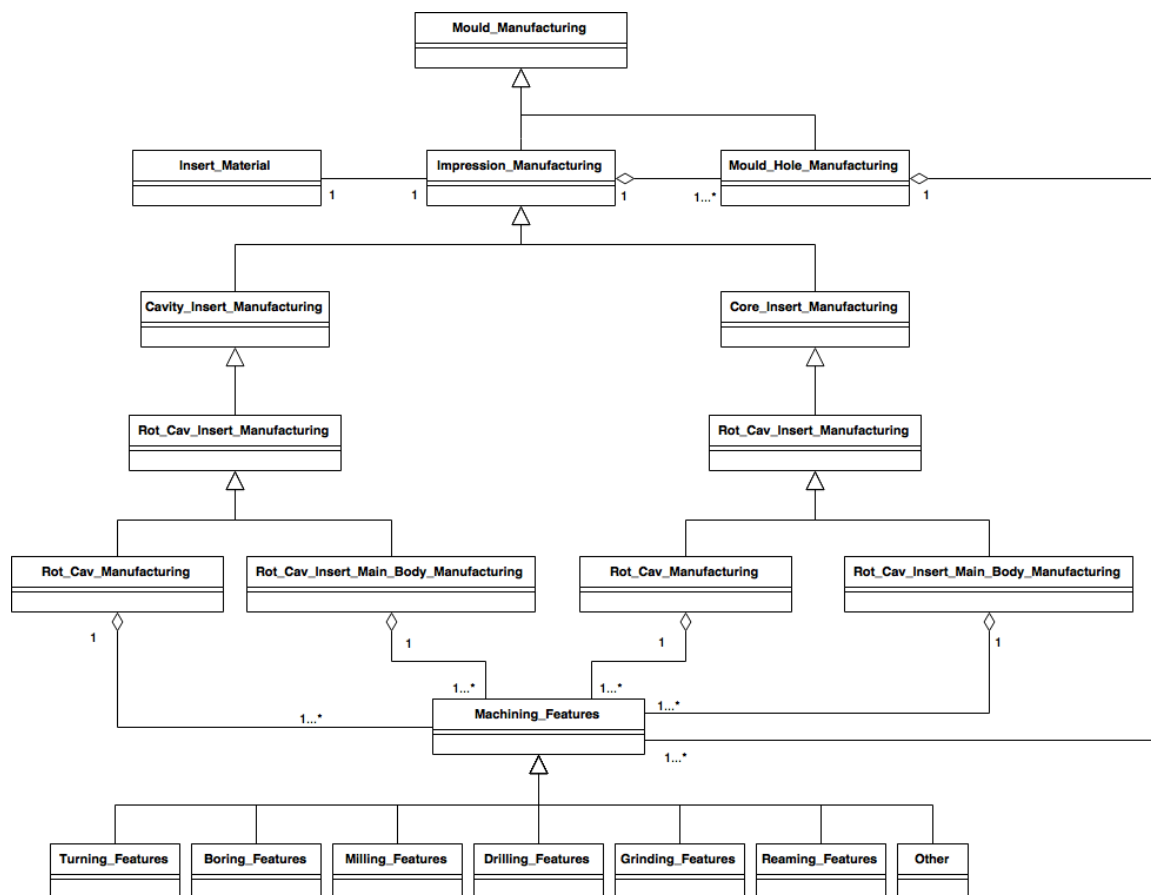 Mould_Manufacturing
Insert_Material
Impression_Manufacturing
Mould_Hole_Manufacturing
1
1
1
1...*
1
Cavity_Insert_Manufacturing
Core_Insert_Manufacturing
Rot_Cav_Insert_Manufacturing
Rot_Cav_Insert_Manufacturing
Rot_Cav_Manufacturing
Rot_Cav_Insert_Main_Body_Manufacturing
Rot_Cav_Manufacturing
Rot_Cav_Insert_Main_Body_Manufacturing
1
1
1
1
1...*
1...*
1...*
1...*
Machining_Features
1...*
Turning_Features
Boring_Features
Milling_Features
Drilling_Features
Grinding_Features
Reaming_Features
Other